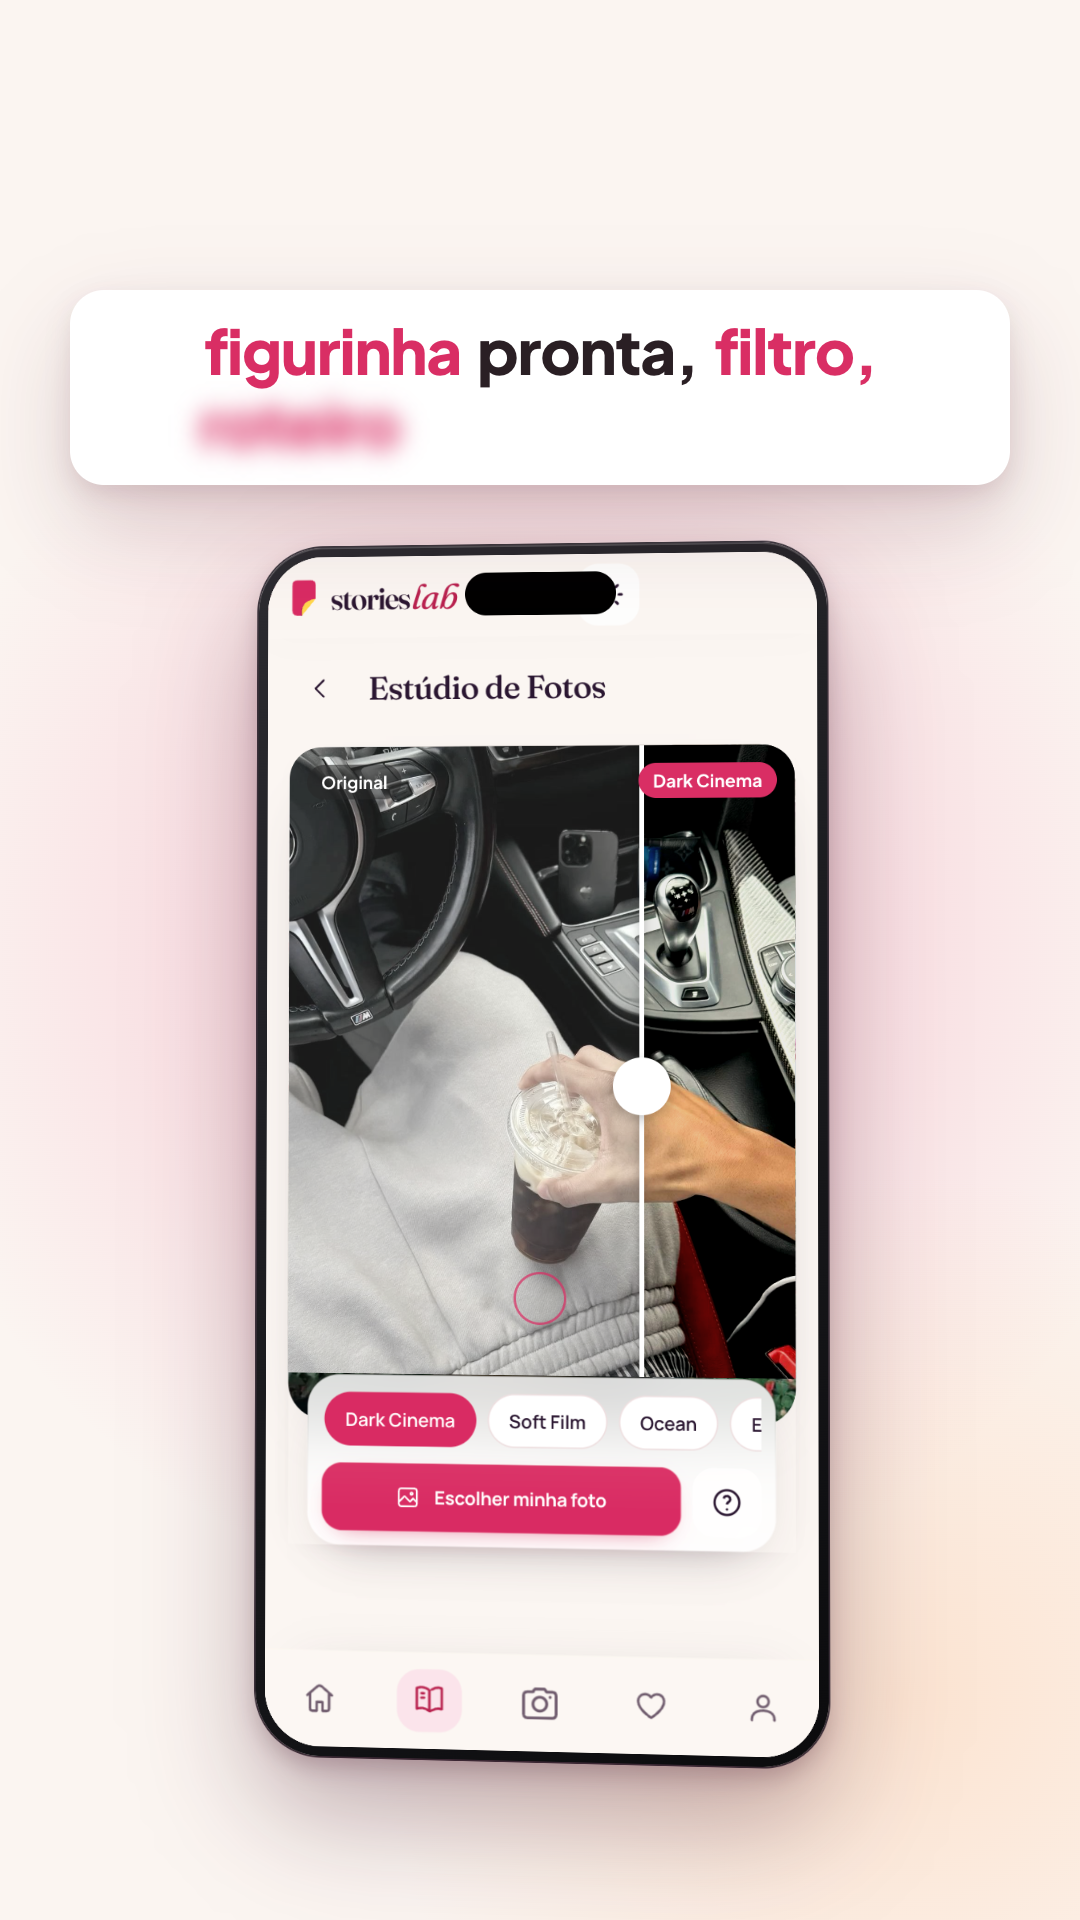 figurinha pronta, filtro,
storieslab
Estúdio de Fotos
Original
Dark Cinema
Dark Cinema
Soft Film
Ocean
E
Escolher minha foto